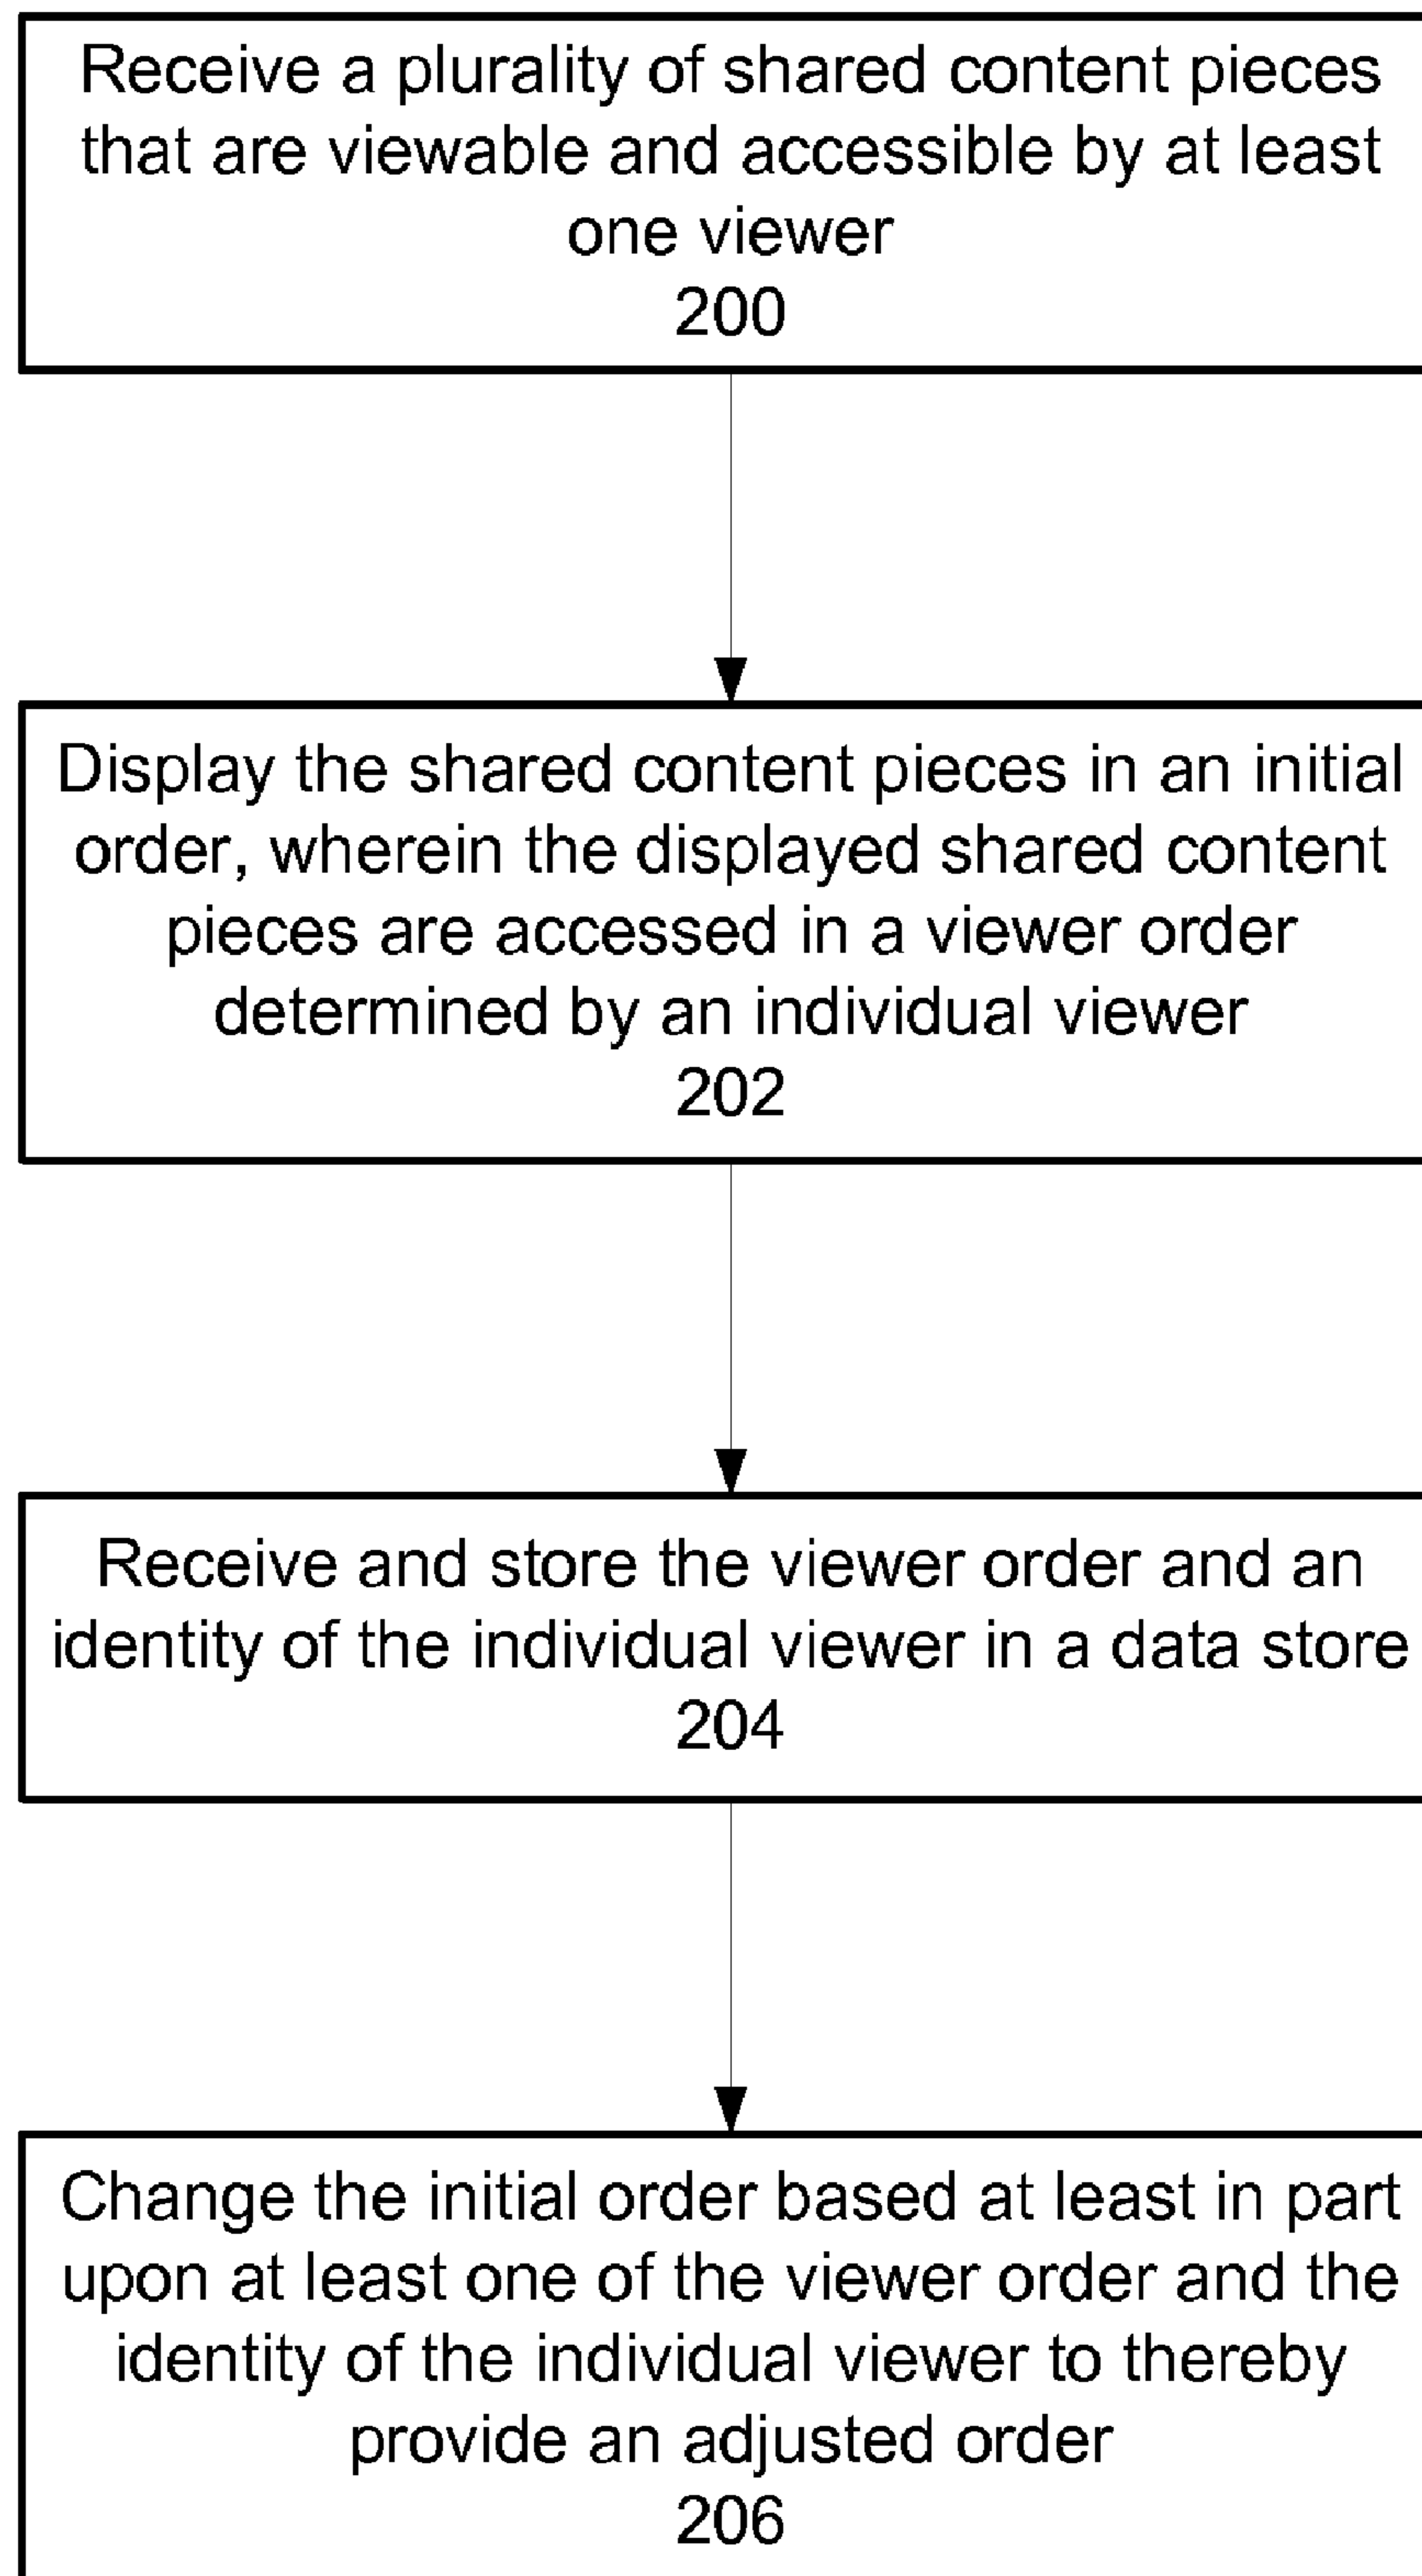 Receive a plurality of shared content pieces
that are viewable and accessible by at least
one viewer
200
Display the shared content pieces in an initial
order, wherein the displayed shared content
pieces are accessed in a viewer order
determined by an individual viewer
202
Receive and store the viewer order and an
identity of the individual viewer in a data store
204
Change the initial order based at least in part
upon at least one of the viewer order and the
identity of the individual viewer to thereby
provide an adjusted order
206